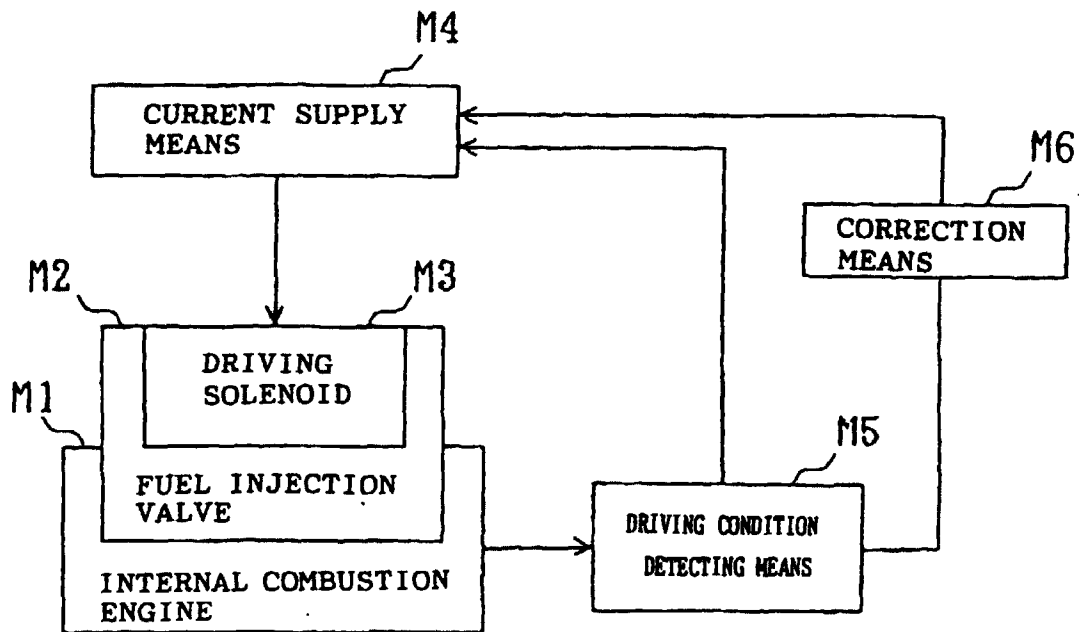 M4
CURRENT SUPPLY
MEANS
M6
CORRECTION
MEANS
M2
M3
DRIVING
SOLENOID
M1
M5
FUEL INJECTION
VALVE
DRIVING CONDITION
DETECTING MEANS
INTERNAL COMBUSTION
ENGINE